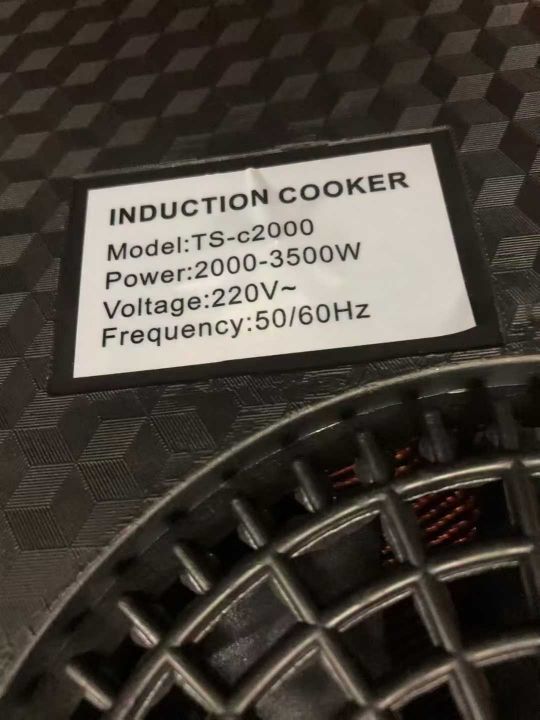 INDUCTION COOKER
Model:TS-c2000
Power:2000-3500W
Voltage:220V~
Frequency:50/60Hz